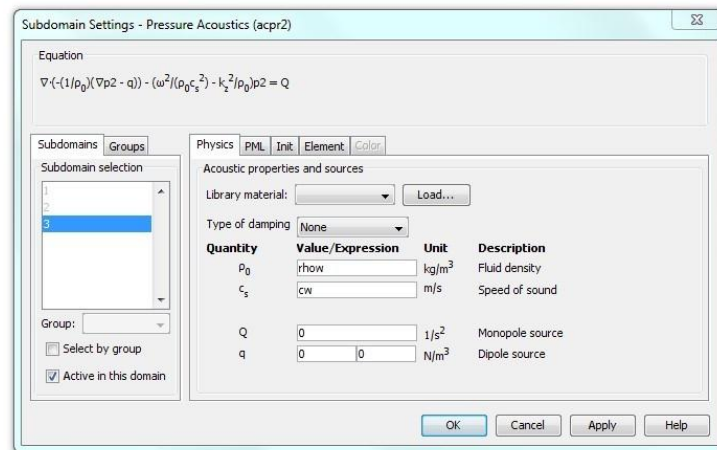 Subdomain Settings - Pressure Acoustics (acpr2)
Equation
∇·(-(1/ρ₀)(∇p2 - q)) - (ω²/(ρ₀cₛ²) - k_z²/ρ₀)p2 = Q
Subdomains Groups
Subdomain selection
1
2
3
Group:
Select by group
Active in this domain
Physics PML Init Element Color
Acoustic properties and sources
Library material: Load...
Type of damping None
Quantity Value/Expression Unit Description
ρ₀ rhow kg/m³ Fluid density
cₛ cw m/s Speed of sound
Q 0 1/s² Monopole source
q 0 0 N/m³ Dipole source
OK Cancel Apply Help